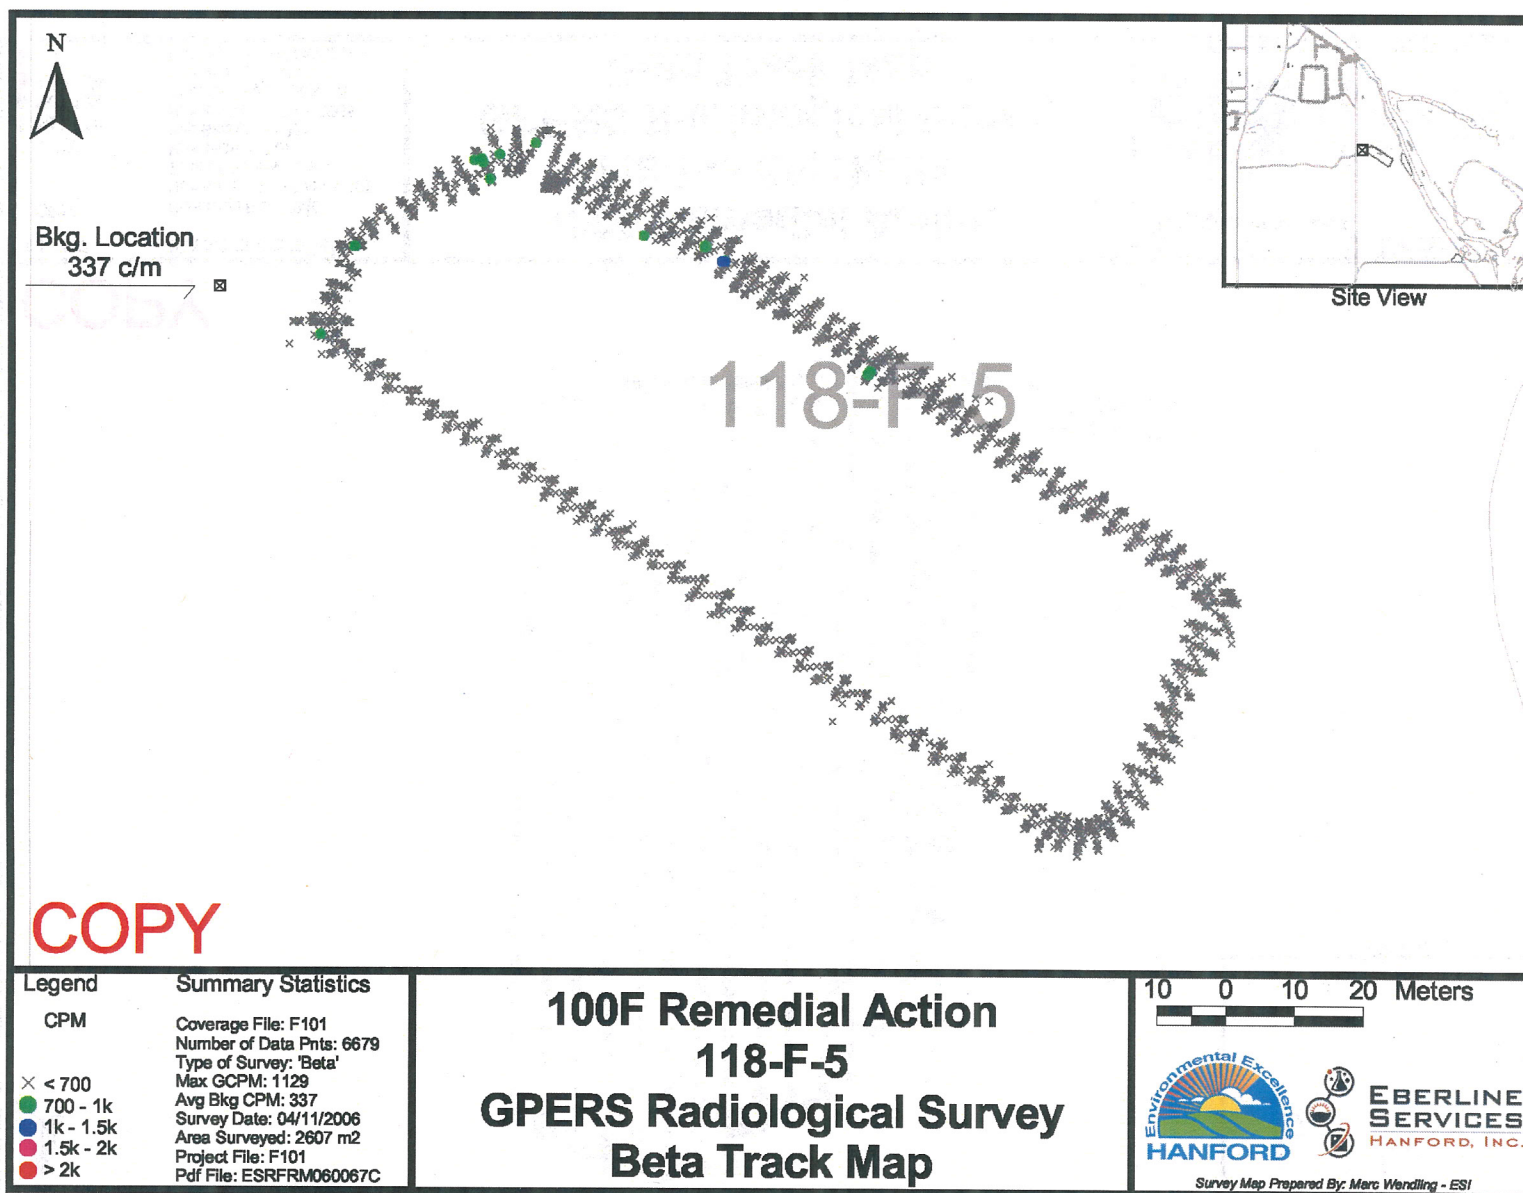 N
Bkg. Location
337 c/m
Site View
118-F-5
COPY
Legend
CPM
< 700
700 - 1k
1k - 1.5k
1.5k - 2k
> 2k
Summary Statistics
Coverage File: F101
Number of Data Pnts: 6679
Type of Survey: 'Beta'
Max GCPM: 1129
Avg Bkg CPM: 337
Survey Date: 04/11/2006
Area Surveyed: 2607 m2
Project File: F101
Pdf File: ESRFRM060067C
100F Remedial Action
118-F-5
GPERS Radiological Survey
Beta Track Map
10 0 10 20 Meters
Environmental Excellence
HANFORD
EBERLINE
SERVICES
HANFORD, INC.
Survey Map Prepared By: Marc Wendling - ESI